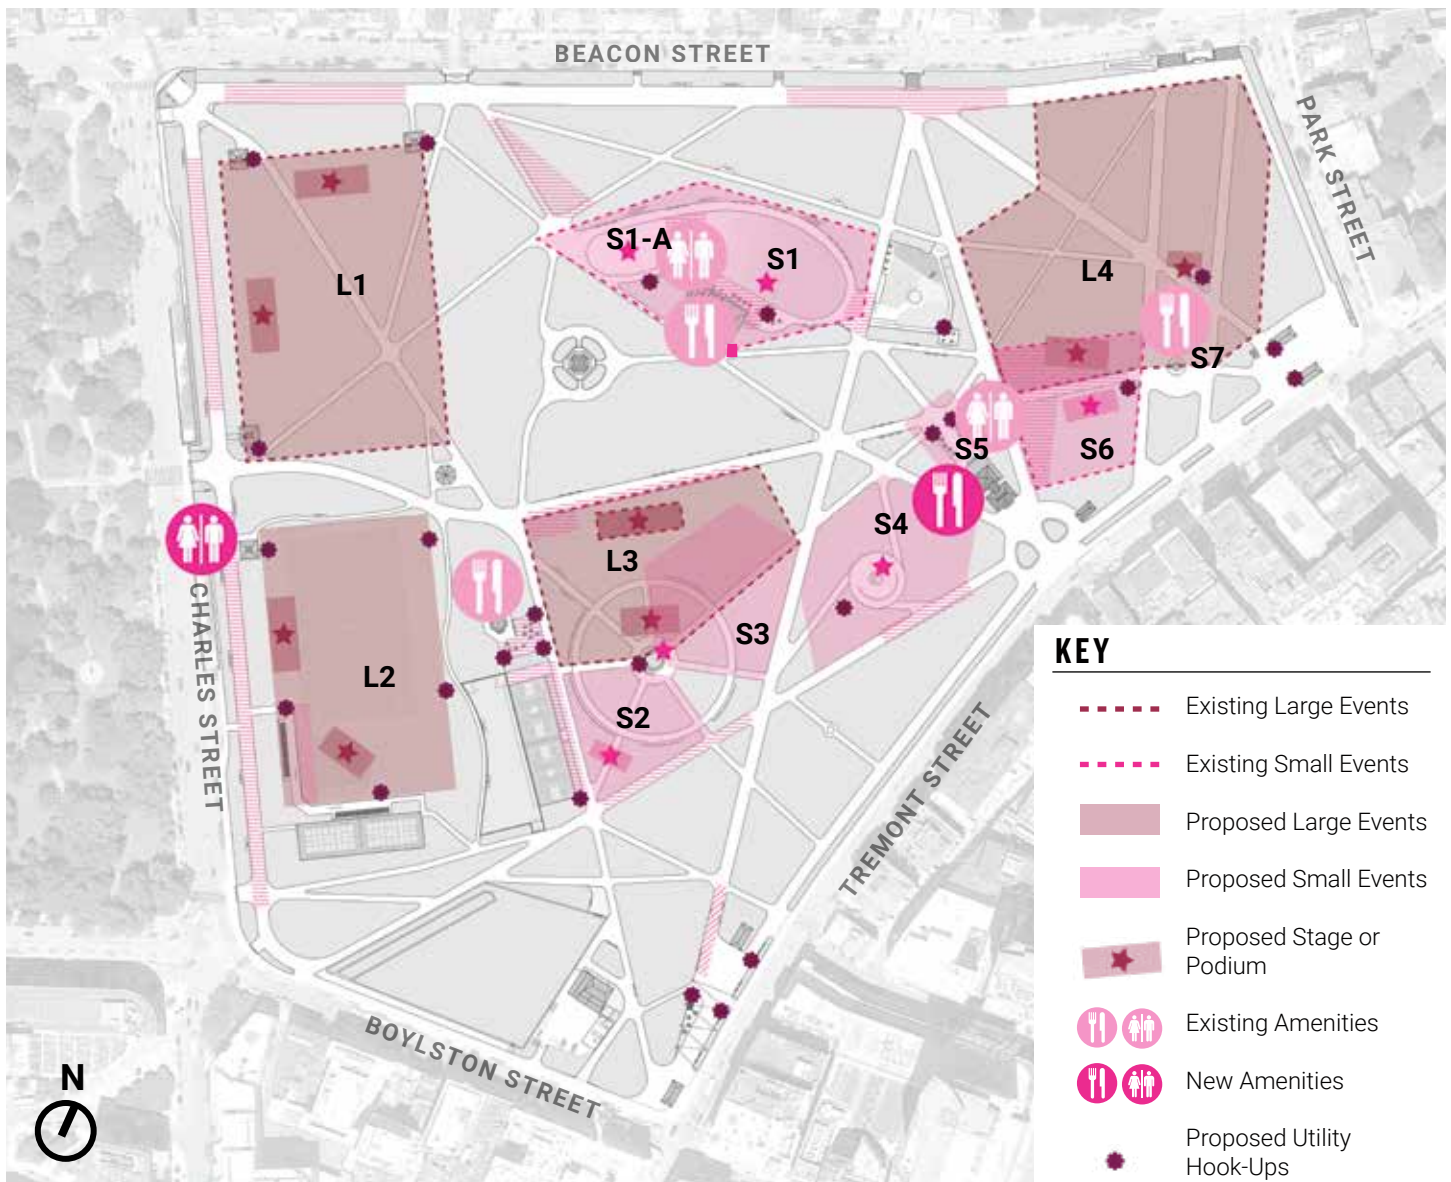 BEACON STREET
PARK STREET
S1-A
S1
L1
L4
S7
S5
S6
S4
L3
S3
L2
S2
CHARLES STREET
TREMONT STREET
BOYLSTON STREET
N
KEY
Existing Large Events
Existing Small Events
Proposed Large Events
Proposed Small Events
Proposed Stage or
Podium
Existing Amenities
New Amenities
Proposed Utility
Hook-Ups